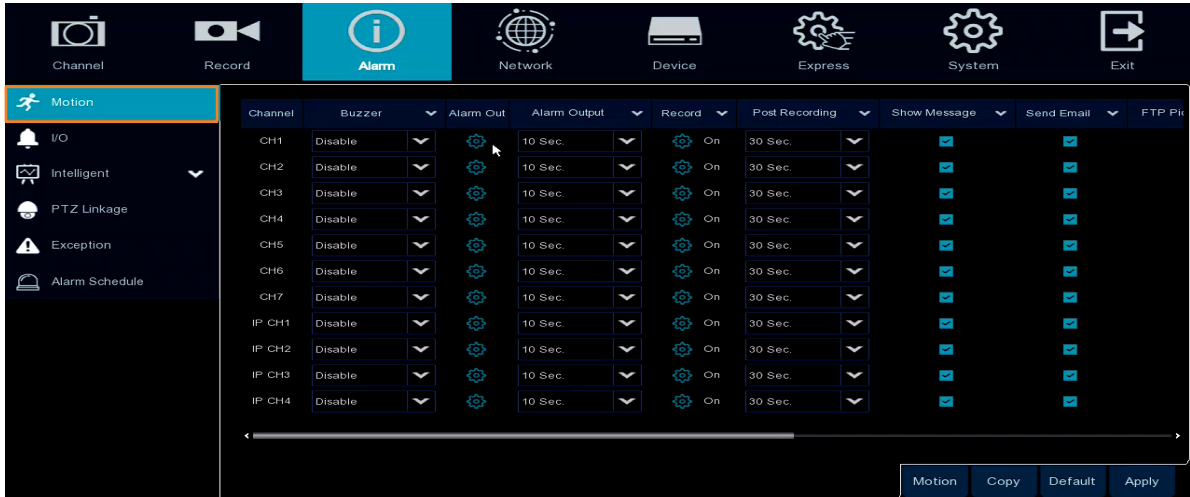 Channel Record Alarm Network Device Express System Exit
Motion
I/O
Intelligent
PTZ Linkage
Exception
Alarm Schedule
Channel Buzzer Alarm Out Alarm Output Record Post Recording Show Message Send Email FTP Pi
CH1 Disable 10 Sec. On 30 Sec.
CH2 Disable 10 Sec. On 30 Sec.
CH3 Disable 10 Sec. On 30 Sec.
CH4 Disable 10 Sec. On 30 Sec.
CH5 Disable 10 Sec. On 30 Sec.
CH6 Disable 10 Sec. On 30 Sec.
CH7 Disable 10 Sec. On 30 Sec.
IP CH1 Disable 10 Sec. On 30 Sec.
IP CH2 Disable 10 Sec. On 30 Sec.
IP CH3 Disable 10 Sec. On 30 Sec.
IP CH4 Disable 10 Sec. On 30 Sec.
Motion Copy Default Apply